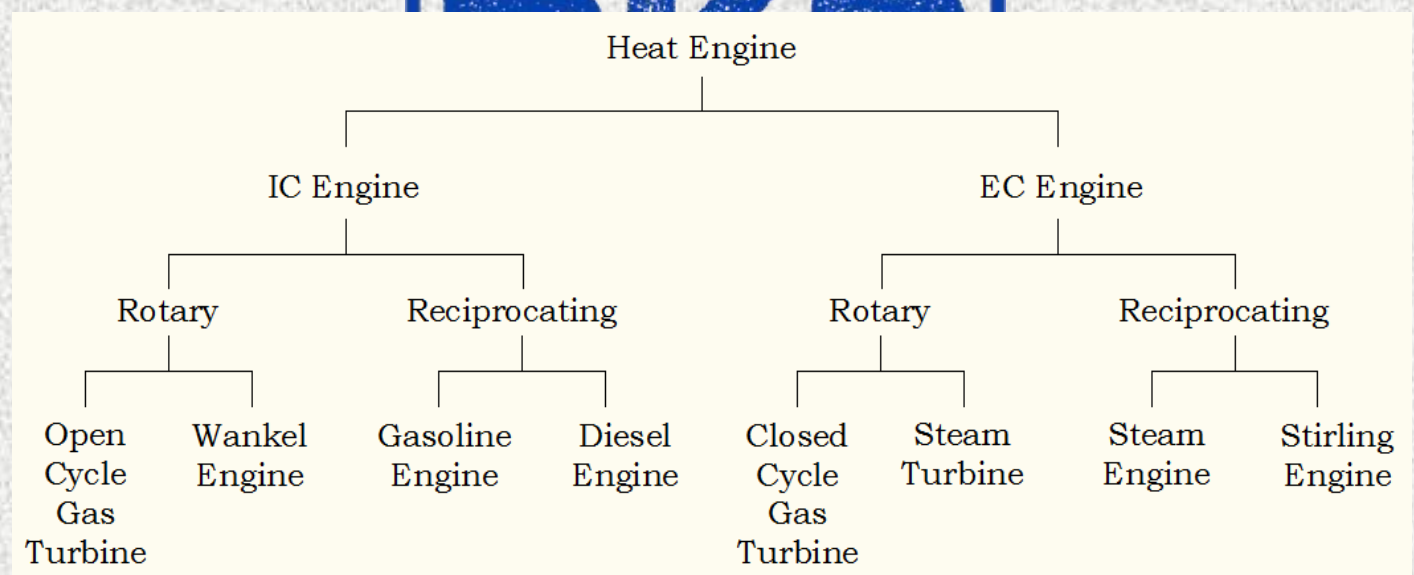 Heat Engine
IC Engine
EC Engine
Rotary
Reciprocating
Rotary
Reciprocating
Open
Cycle
Gas
Turbine
Wankel
Engine
Gasoline
Engine
Diesel
Engine
Closed
Cycle
Gas
Turbine
Steam
Turbine
Steam
Engine
Stirling
Engine